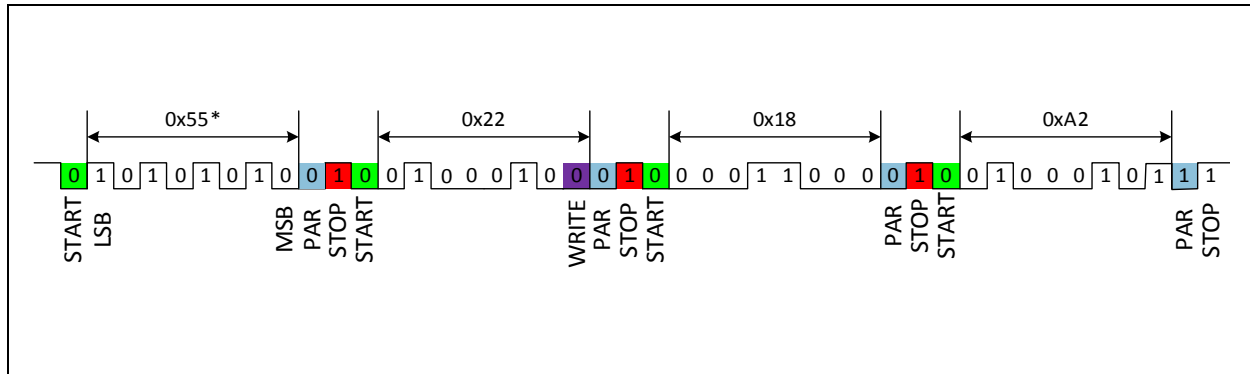 0x55* 0x22 0x18 0xA2
0 1 0 1 0 1 0 1 0 0 1 0 0 1 0 0 0 1 0 0 0 1 0 0 0 0 1 1 0 0 0 0 1 0 0 1 0 0 0 1 0 1 1 1
START LSB MSB PAR STOP START WRITE PAR STOP START PAR STOP START PAR STOP